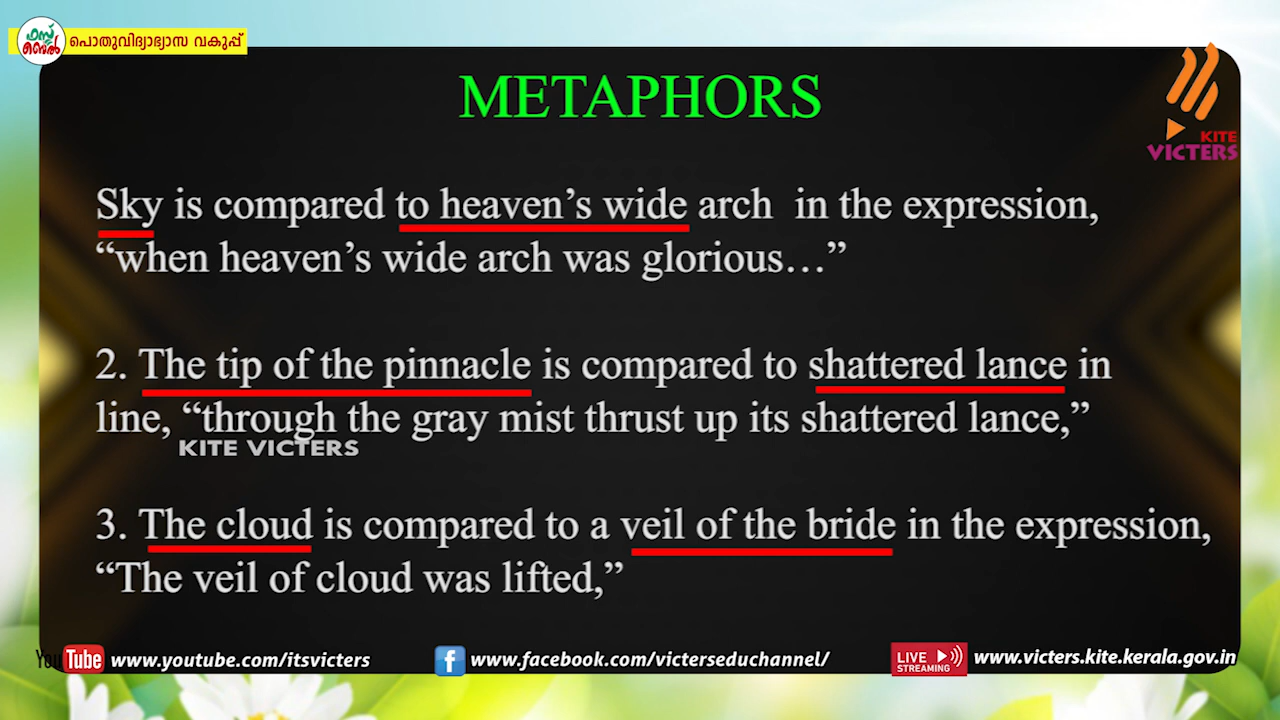 ഫസ്റ്റ്
ബെൽ
പൊതുവിദ്യാഭ്യാസ വകുപ്പ്
METAPHORS
KITE
VICTERS
Sky is compared to heaven’s wide arch in the expression,
“when heaven’s wide arch was glorious...”
2. The tip of the pinnacle is compared to shattered lance in
line, “through the gray mist thrust up its shattered lance,”
KITE VICTERS
3. The cloud is compared to a veil of the bride in the expression,
“The veil of cloud was lifted,”
YouTube www.youtube.com/itsvicters
f www.facebook.com/victerseduchannel/
LIVE
STREAMING
www.victers.kite.kerala.gov.in